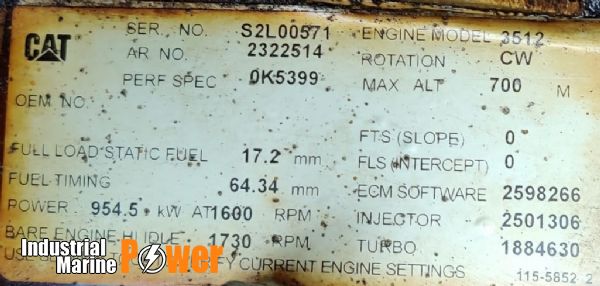 CAT
SER. NO. S2L00571 ENGINE MODEL 3512
AR NO. 2322514 ROTATION CW
PERF SPEC 0K5399 MAX ALT 700 M
OEM NO.
FTS (SLOPE) 0
FULL LOAD STATIC FUEL 17.2 mm FLS (INTERCEPT) 0
FUEL TIMING 64.34 mm ECM SOFTWARE 2598266
POWER 954.5 kW AT 1600 RPM INJECTOR 2501306
BARE ENGINE HI IDLE 1730 RPM TURBO 1884630
USE CURRENT ENGINE SETTINGS
115-5852 2
Industrial
Marine Power